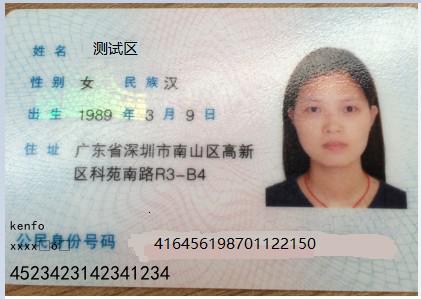 姓名 测试区
性别 女 民族 汉
出生 1989 年 3 月 9 日
住址 广东省深圳市南山区高新
区科苑南路R3-B4
kenfo
公民身份号码 416456198701122150
4523423142341234